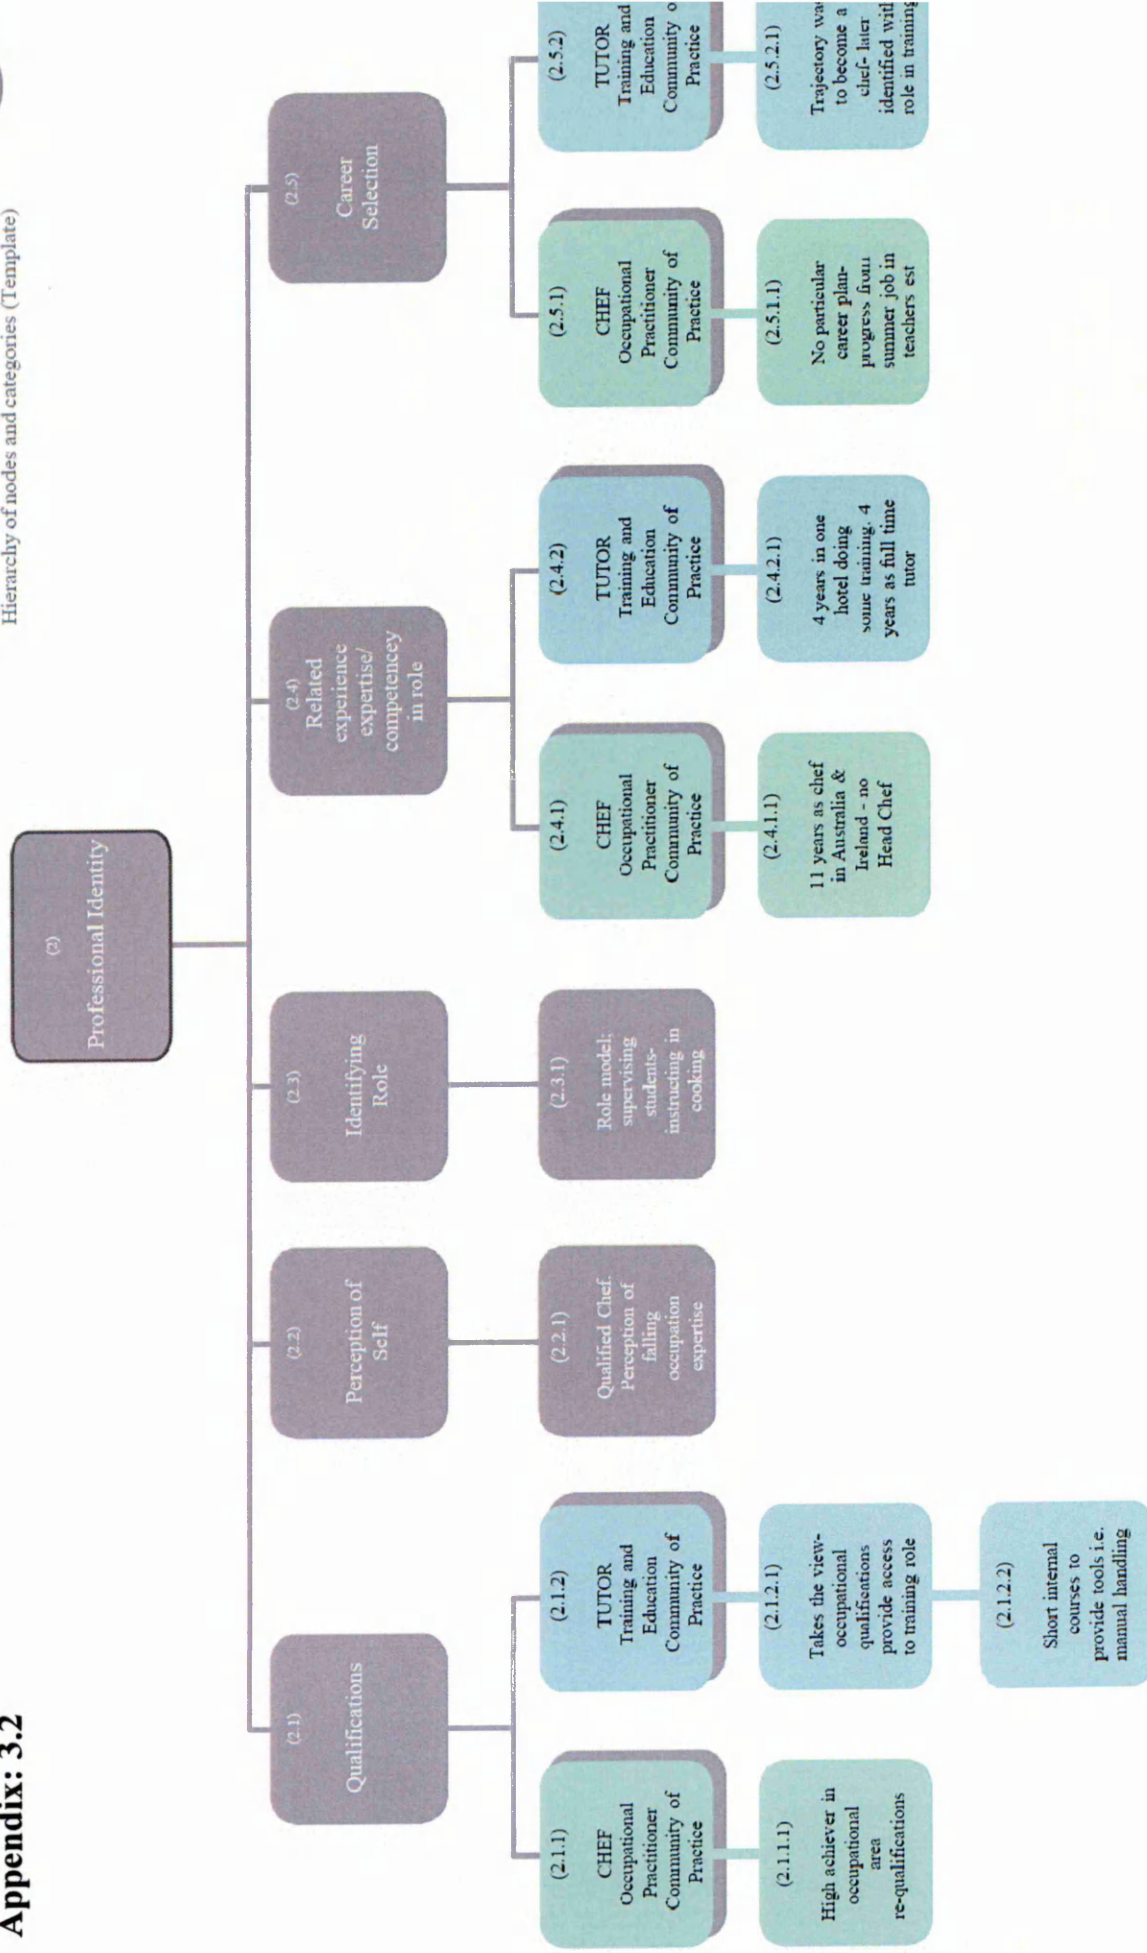 Appendix: 3.2
Hierarchy of nodes and categories (Template)
(2)
Professional Identity
(2.1)
Qualifications
(2.2)
Perception of
Self
(2.3)
Identifying
Role
(2.4)
Related
experience
expertise/
competencey
in role
(2.5)
Career
Selection
(2.1.1)
CHEF
Occupational
Practitioner
Community of
Practice
(2.1.2)
TUTOR
Training and
Education
Community of
Practice
(2.2.1)
Qualified Chef.
Perception of
falling
occupation
expertise
(2.3.1)
Role model;
supervising
students-
instructing in
cooking
(2.4.1)
CHEF
Occupational
Practitioner
Community of
Practice
(2.4.2)
TUTOR
Training and
Education
Community of
Practice
(2.5.1)
CHEF
Occupational
Practitioner
Community of
Practice
(2.5.2)
TUTOR
Training and
Education
Community o
Practice
(2.1.1.1)
High achiever in
occupational
area
re-qualifications
(2.1.2.1)
Takes the view-
occupational
qualifications
provide access
to training role
(2.4.1.1)
11 years as chef
in Australia &
Ireland - no
Head Chef
(2.4.2.1)
4 years in one
hotel doing
some training. 4
years as full time
tutor
(2.5.1.1)
No particular
career plan-
progress from
summer job in
teachers est
(2.5.2.1)
Trajectory was
to become a
chef- later
identified with
role in training
(2.1.2.2)
Short internal
courses to
provide tools i.e.
manual handling